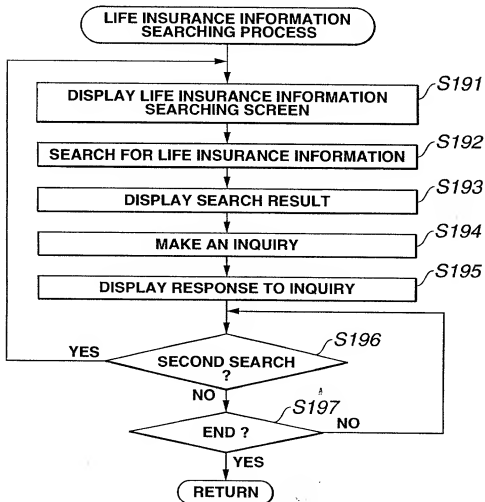 LIFE INSURANCE INFORMATION
SEARCHING PROCESS
S191
DISPLAY LIFE INSURANCE INFORMATION
SEARCHING SCREEN
S192
SEARCH FOR LIFE INSURANCE INFORMATION
S193
DISPLAY SEARCH RESULT
S194
MAKE AN INQUIRY
S195
DISPLAY RESPONSE TO INQUIRY
S196
YES
SECOND SEARCH
?
NO
S197
END ?
NO
YES
RETURN